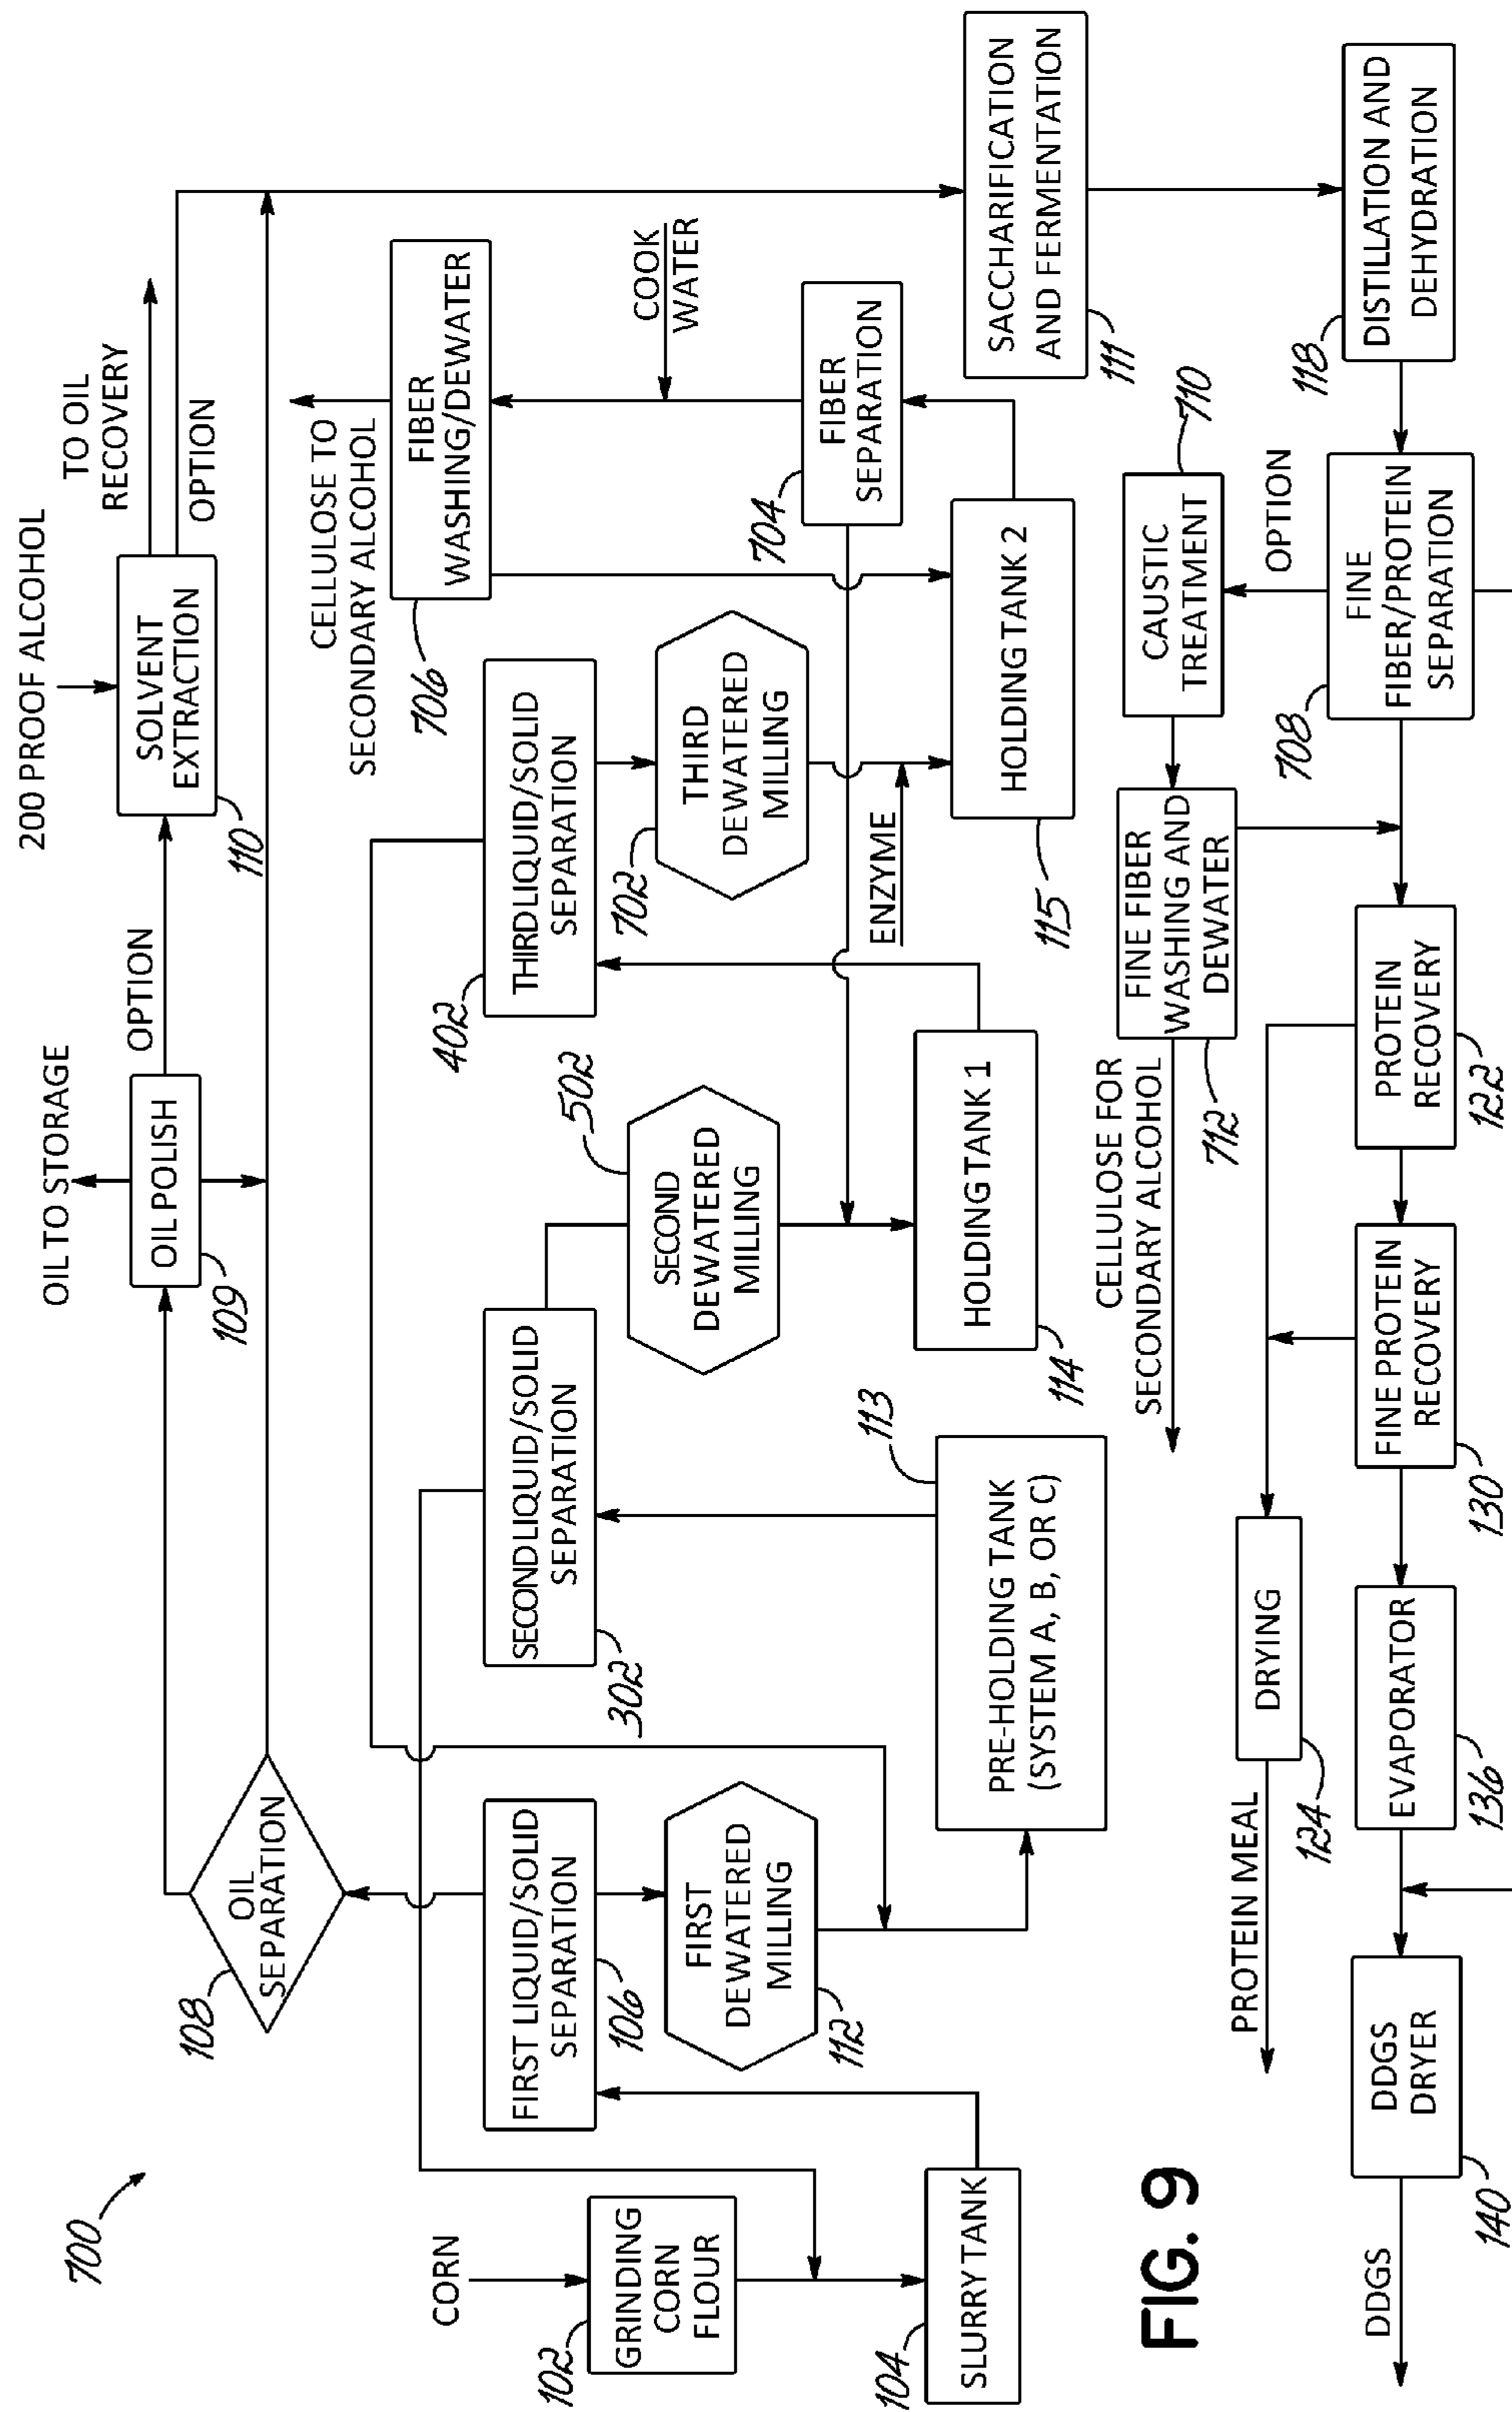 700
CORN
GRINDING
CORN
FLOUR
102
SLURRY TANK
104
OIL
SEPARATION
108
FIRST LIQUID/SOLID
SEPARATION
106
FIRST
DEWATERED
MILLING
112
OIL TO STORAGE
OIL POLISH
109
OPTION
200 PROOF ALCOHOL
SOLVENT
EXTRACTION
110
TO OIL
RECOVERY
OPTION
SECOND LIQUID/SOLID
SEPARATION
302
PRE-HOLDING TANK
(SYSTEM A, B, OR C)
113
SECOND
DEWATERED
MILLING
502
HOLDING TANK 1
114
THIRD LIQUID/SOLID
SEPARATION
402
THIRD
DEWATERED
MILLING
702
ENZYME
HOLDING TANK 2
115
CELLULOSE TO
SECONDARY ALCOHOL
FIBER
WASHING/DEWATER
706
COOK
WATER
FIBER
SEPARATION
704
SACCHARIFICATION
AND FERMENTATION
111
DISTILLATION AND
DEHYDRATION
118
FINE
FIBER/PROTEIN
SEPARATION
708
OPTION
CAUSTIC
TREATMENT
710
FINE FIBER
WASHING AND
DEWATER
712
CELLULOSE FOR
SECONDARY ALCOHOL
PROTEIN
RECOVERY
122
FINE PROTEIN
RECOVERY
130
DRYING
124
PROTEIN MEAL
EVAPORATOR
136
DDGS
DRYER
140
DDGS
FIG. 9